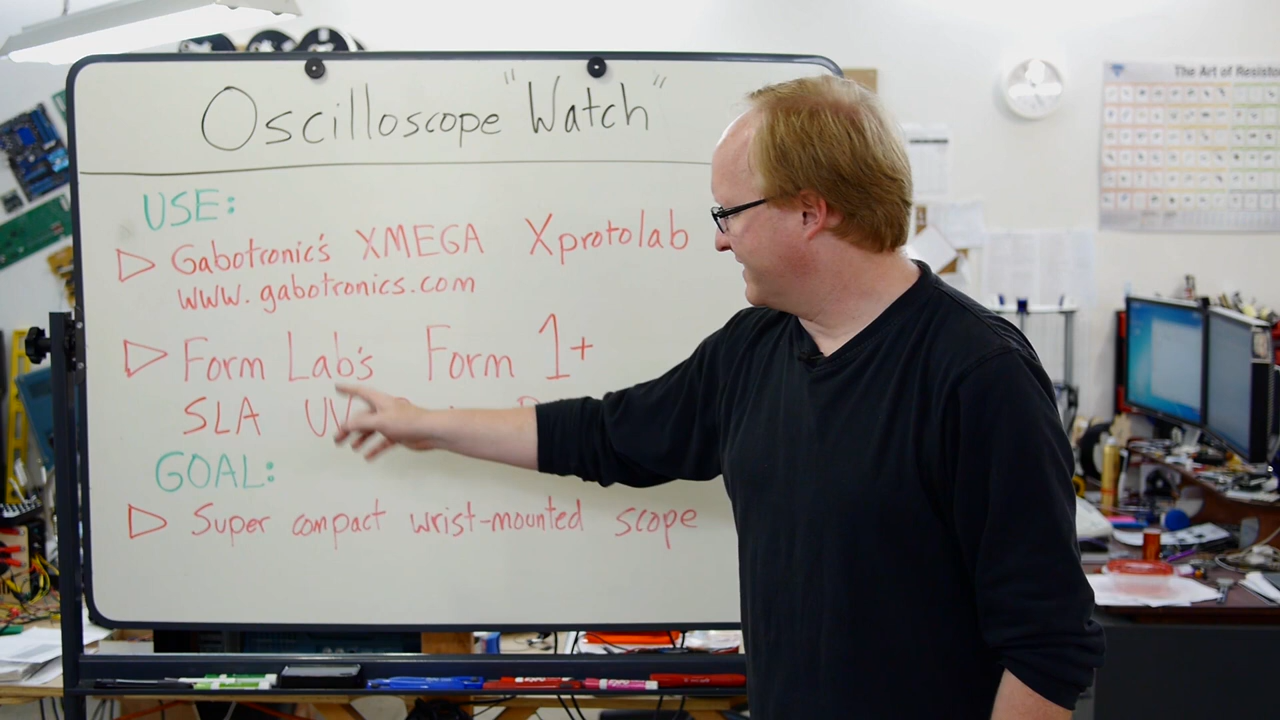 Oscilloscope "Watch"
USE:
Gabotronic's XMEGA Xprotolab
www.gabotronics.com
Form Lab's Form 1+
SLA UV
GOAL:
Super compact wrist-mounted scope
The Art of Resisto